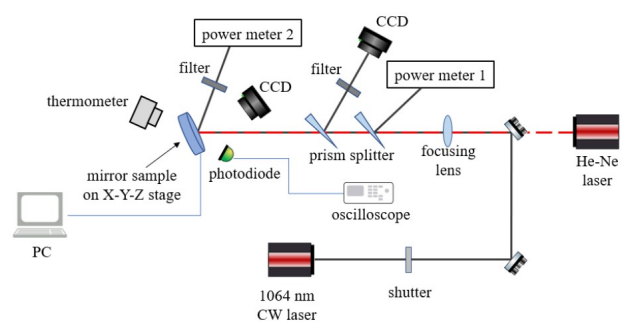 CCD
power meter 2
filter
filter
power meter 1
CCD
thermometer
mirror sample
on X-Y-Z stage
photodiode
prism splitter
focusing
lens
He-Ne
laser
oscilloscope
PC
1064 nm
CW laser
shutter